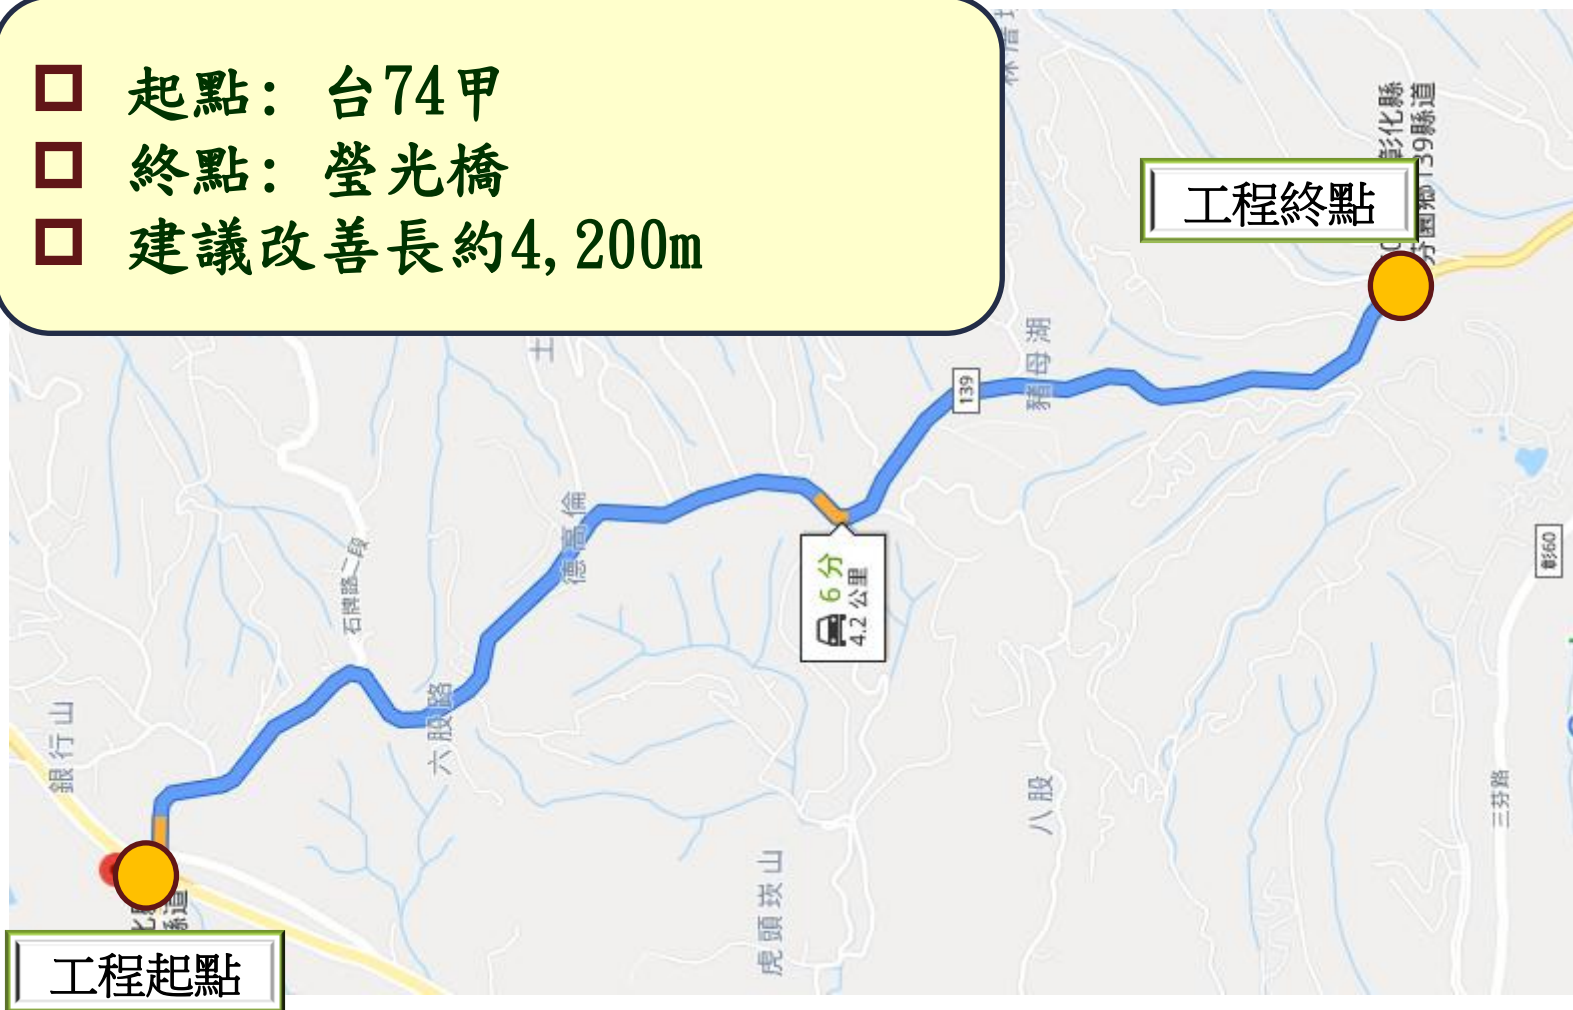 起點：台74甲
終點：瑩光橋
建議改善長約4,200m
工程終點
彰化縣
芬園鄉139縣道
139
豬母湖
德高倫
石牌路二段
6 分
4.2 公里
彰60
六股路
銀行山
八股
三芬路
虎頭崁山
工程起點